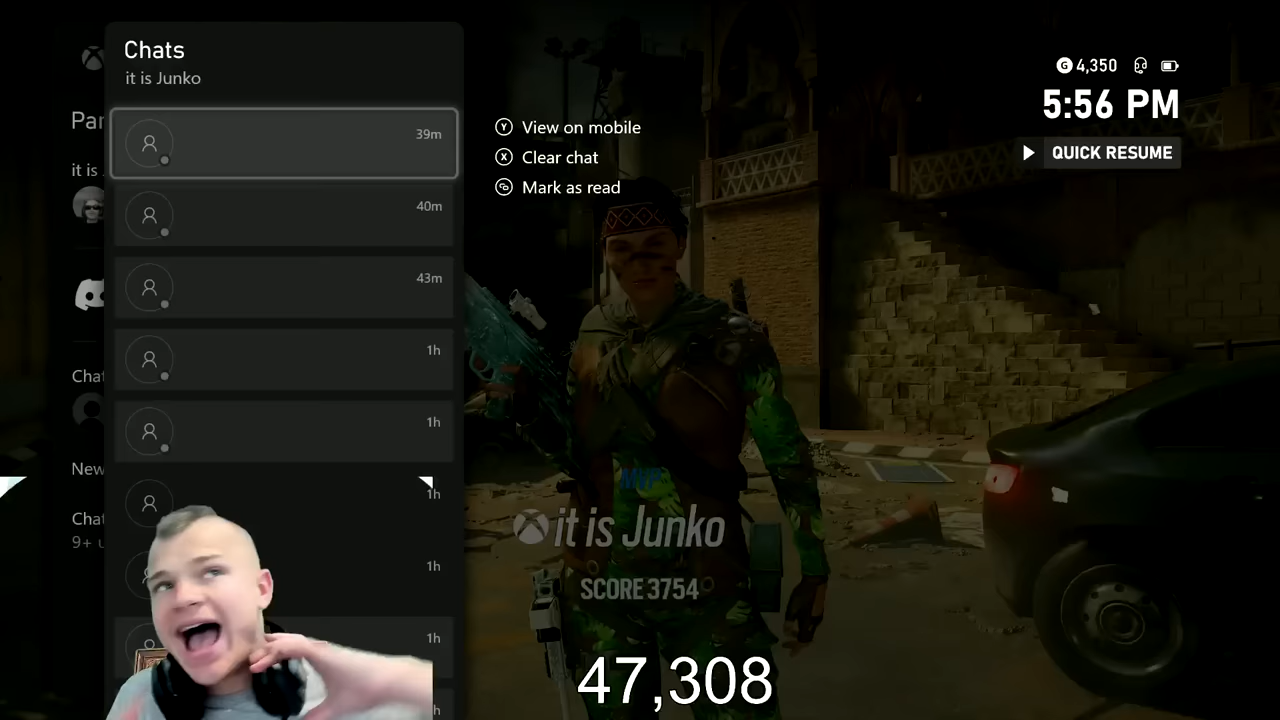 Chats
it is Junko
39m
40m
43m
1h
1h
1h
1h
1h
h
Par
it is
Chat
New
Chat
9+ u
View on mobile
Clear chat
Mark as read
G 4,350
5:56 PM
QUICK RESUME
MVP
it is Junko
SCORE 3754
47,308